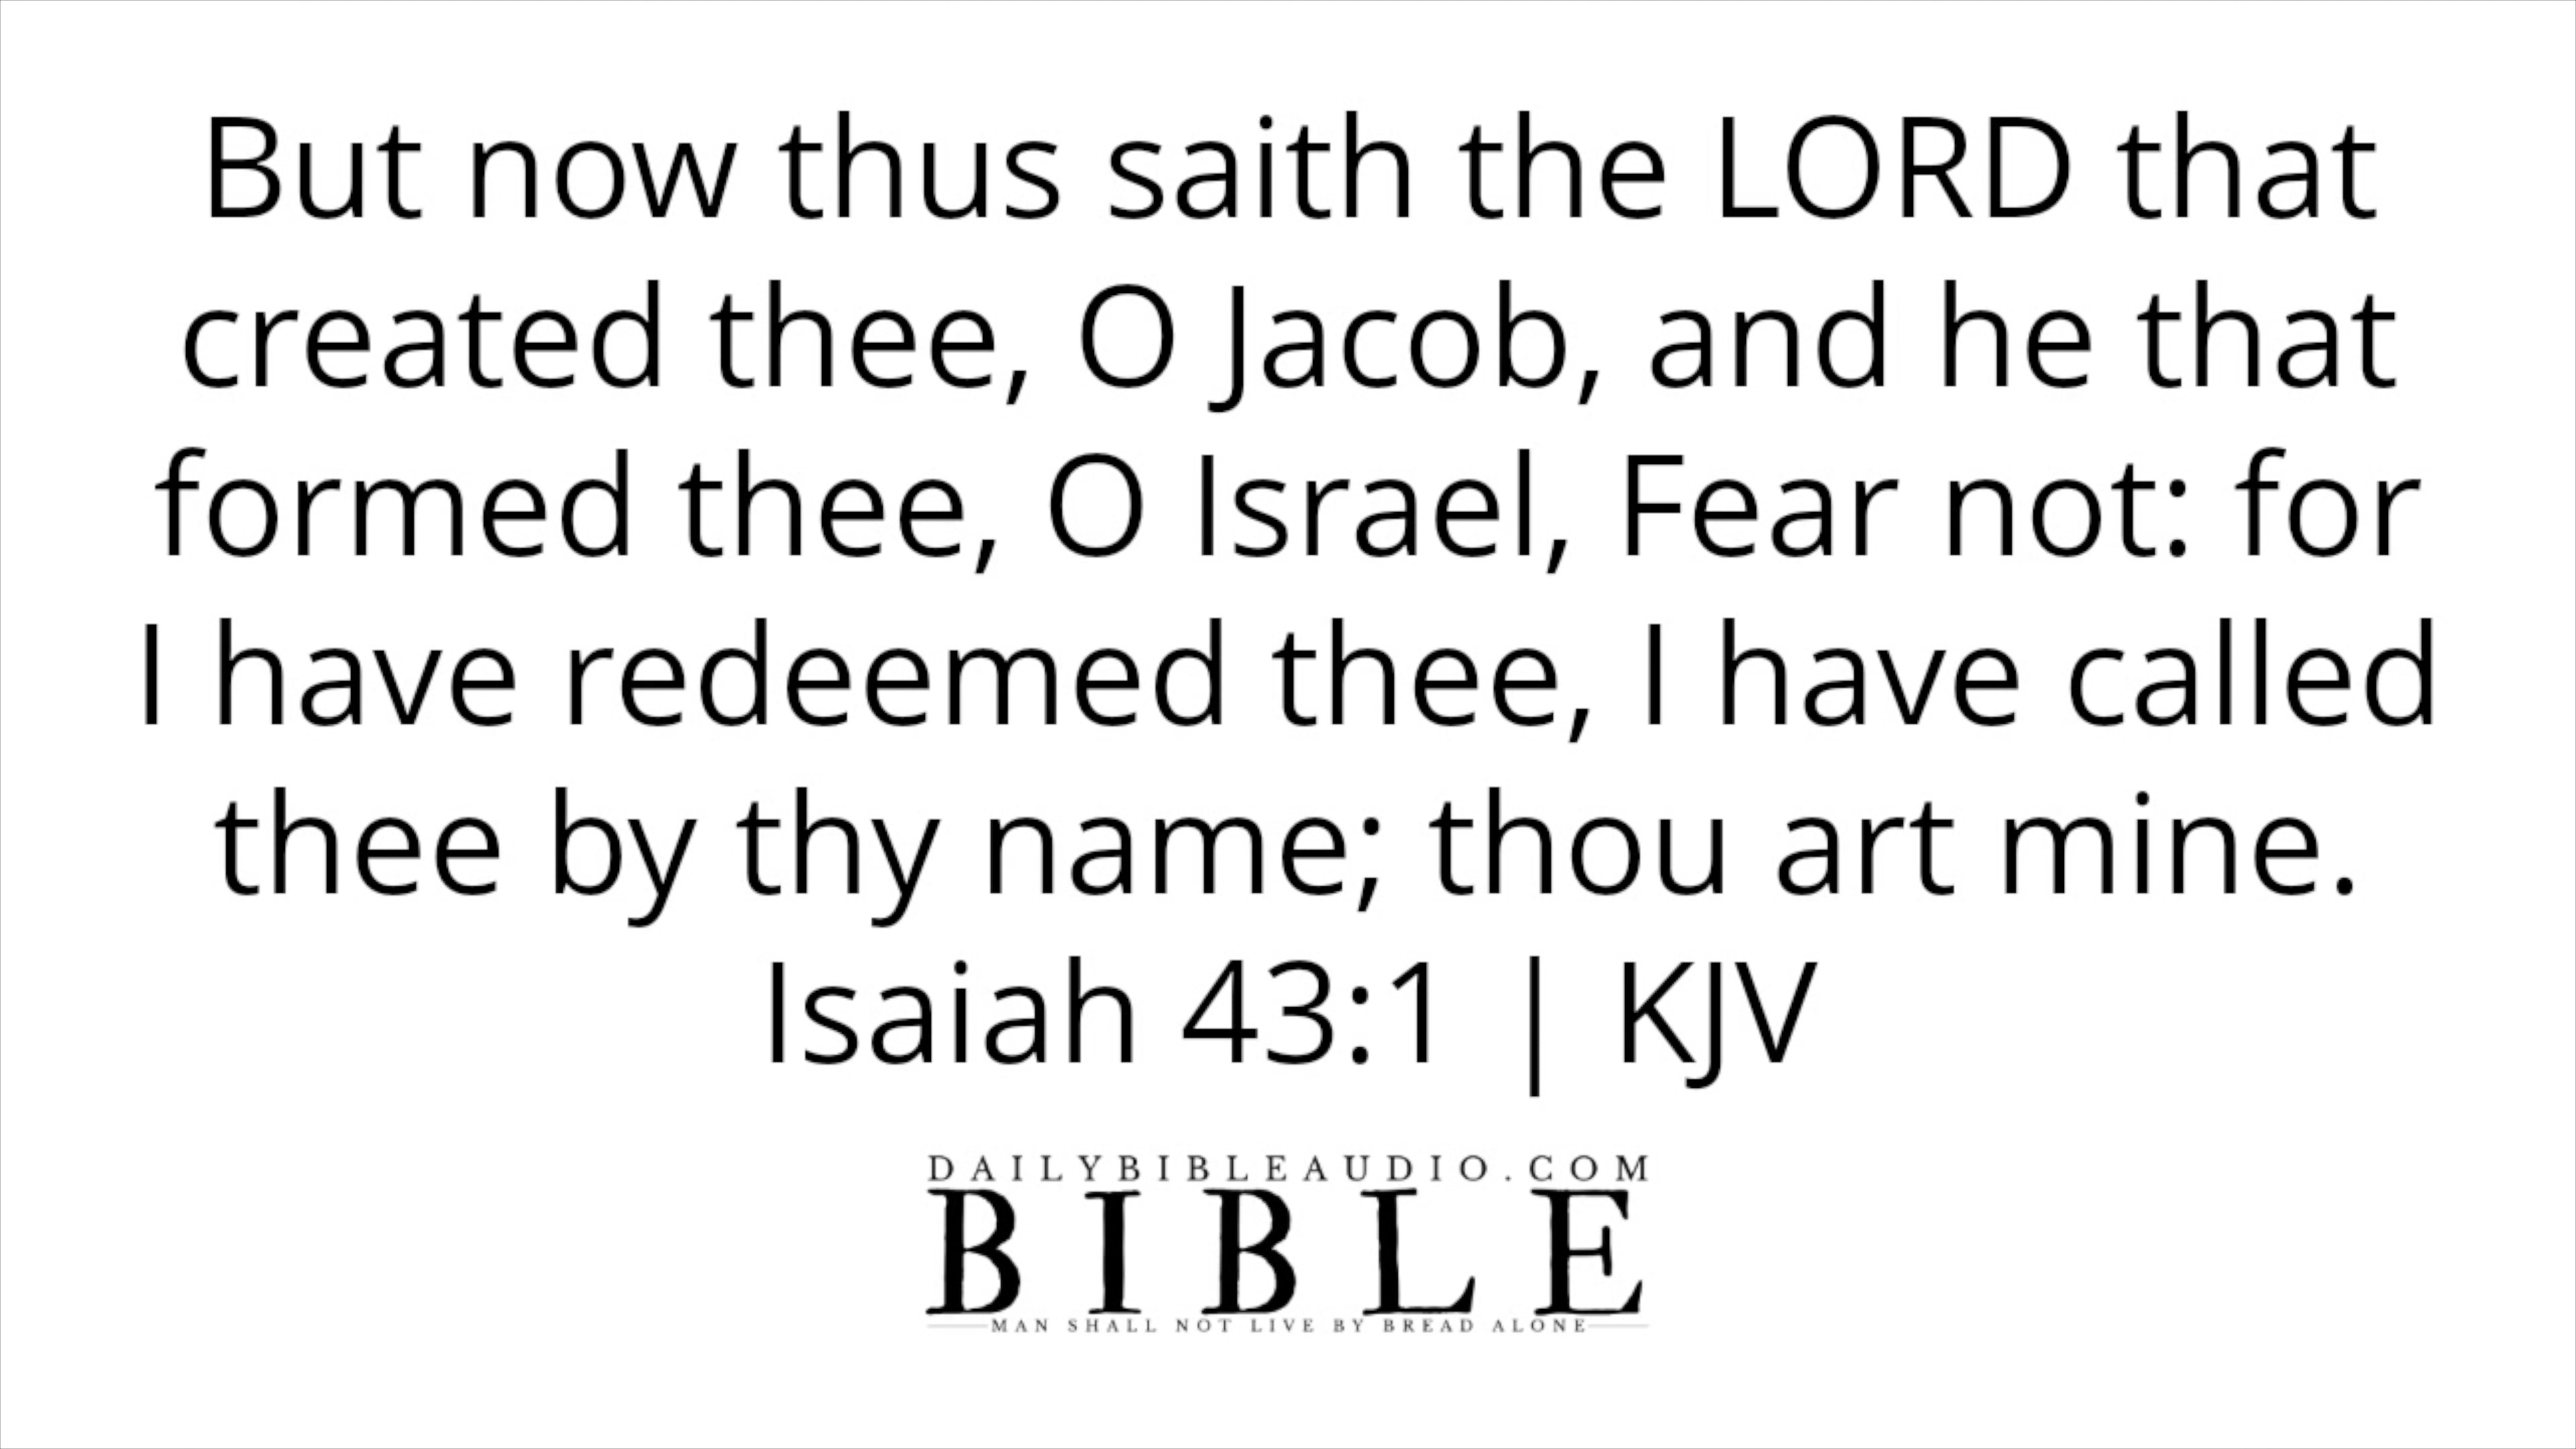 But now thus saith the LORD that
created thee, O Jacob, and he that
formed thee, O Israel, Fear not: for
I have redeemed thee, I have called
thee by thy name; thou art mine.
Isaiah 43:1 | KJV
DAILYBIBLEAUDIO.COM
BIBLE
MAN SHALL NOT LIVE BY BREAD ALONE